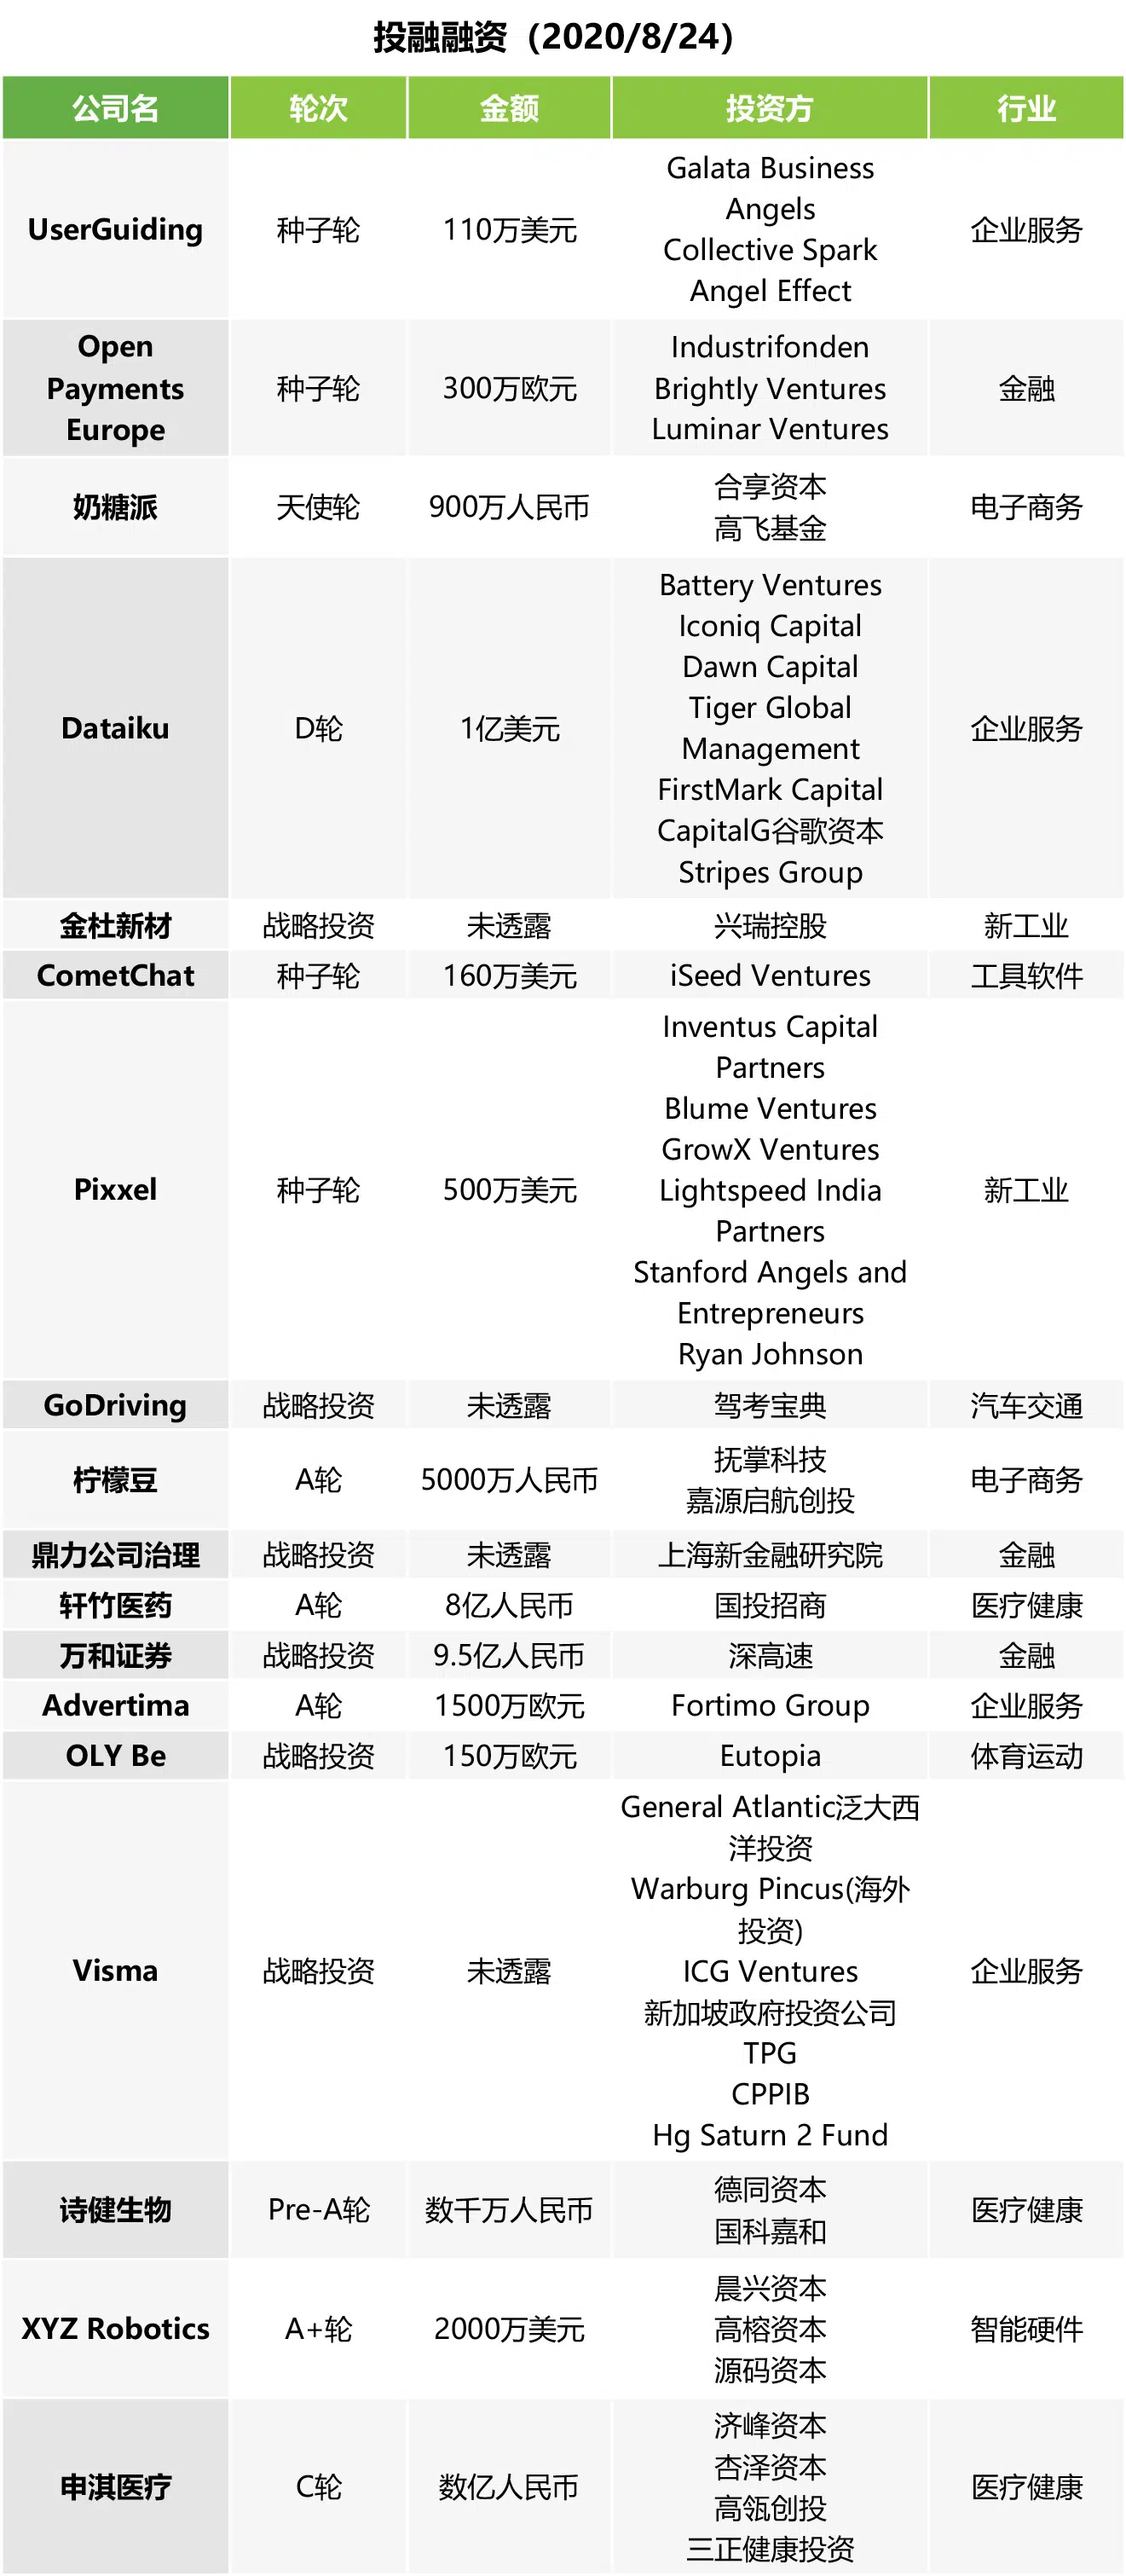 投融融资（2020/8/24）
公司名 轮次 金额 投资方 行业
UserGuiding 种子轮 110万美元 Galata Business
Angels
Collective Spark
Angel Effect 企业服务
Open
Payments
Europe 种子轮 300万欧元 Industrifonden
Brightly Ventures
Luminar Ventures 金融
奶糖派 天使轮 900万人民币 合享资本
高飞基金 电子商务
Dataiku D轮 1亿美元 Battery Ventures
Iconiq Capital
Dawn Capital
Tiger Global
Management
FirstMark Capital
CapitalG谷歌资本
Stripes Group 企业服务
金杜新材 战略投资 未透露 兴瑞控股 新工业
CometChat 种子轮 160万美元 iSeed Ventures 工具软件
Pixxel 种子轮 500万美元 Inventus Capital
Partners
Blume Ventures
GrowX Ventures
Lightspeed India
Partners
Stanford Angels and
Entrepreneurs
Ryan Johnson 新工业
GoDriving 战略投资 未透露 驾考宝典 汽车交通
柠檬豆 A轮 5000万人民币 抚掌科技
嘉源启航创投 电子商务
鼎力公司治理 战略投资 未透露 上海新金融研究院 金融
轩竹医药 A轮 8亿人民币 国投招商 医疗健康
万和证券 战略投资 9.5亿人民币 深高速 金融
Advertima A轮 1500万欧元 Fortimo Group 企业服务
OLY Be 战略投资 150万欧元 Eutopia 体育运动
Visma 战略投资 未透露 General Atlantic泛大西
洋投资
Warburg Pincus(海外
投资)
ICG Ventures
新加坡政府投资公司
TPG
CPPIB
Hg Saturn 2 Fund 企业服务
诗健生物 Pre-A轮 数千万人民币 德同资本
国科嘉和 医疗健康
XYZ Robotics A+轮 2000万美元 晨兴资本
高榕资本
源码资本 智能硬件
申淇医疗 C轮 数亿人民币 济峰资本
杏泽资本
高瓴创投
三正健康投资 医疗健康